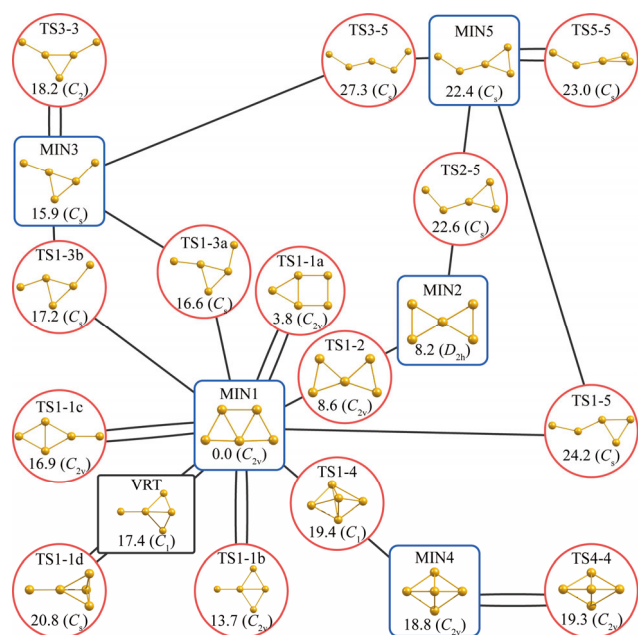 TS3-3
18.2 (C2)
TS3-5
27.3 (Cs)
MIN5
22.4 (Cs)
TS5-5
23.0 (Cs)
MIN3
15.9 (Cs)
TS2-5
22.6 (Cs)
TS1-3b
17.2 (Cs)
TS1-3a
16.6 (Cs)
TS1-1a
3.8 (C2v)
MIN2
8.2 (D2h)
TS1-2
8.6 (C2v)
MIN1
0.0 (C2v)
TS1-1c
16.9 (C2v)
TS1-5
24.2 (Cs)
VRT
17.4 (C1)
TS1-4
19.4 (C1)
TS1-1d
20.8 (Cs)
TS1-1b
13.7 (C2v)
MIN4
18.8 (C2v)
TS4-4
19.3 (C2v)